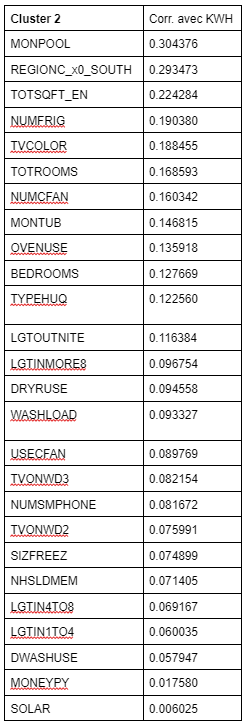 Cluster 2 Corr. avec KWH
MONPOOL 0.304376
REGIONC_x0_SOUTH 0.293473
TOTSQFT_EN 0.224284
NUMFRIG 0.190380
TVCOLOR 0.188455
TOTROOMS 0.168593
NUMCFAN 0.160342
MONTUB 0.146815
OVENUSE 0.135918
BEDROOMS 0.127669
TYPEHUQ 0.122560
LGTOUTNITE 0.116384
LGTINMORE8 0.096754
DRYRUSE 0.094558
WASHLOAD 0.093327
USECFAN 0.089769
TVONWD3 0.082154
NUMSMPHONE 0.081672
TVONWD2 0.075991
SIZFREEZ 0.074899
NHSLDMEM 0.071405
LGTIN4TO8 0.069167
LGTIN1TO4 0.060035
DWASHUSE 0.057947
MONEYPY 0.017580
SOLAR 0.006025